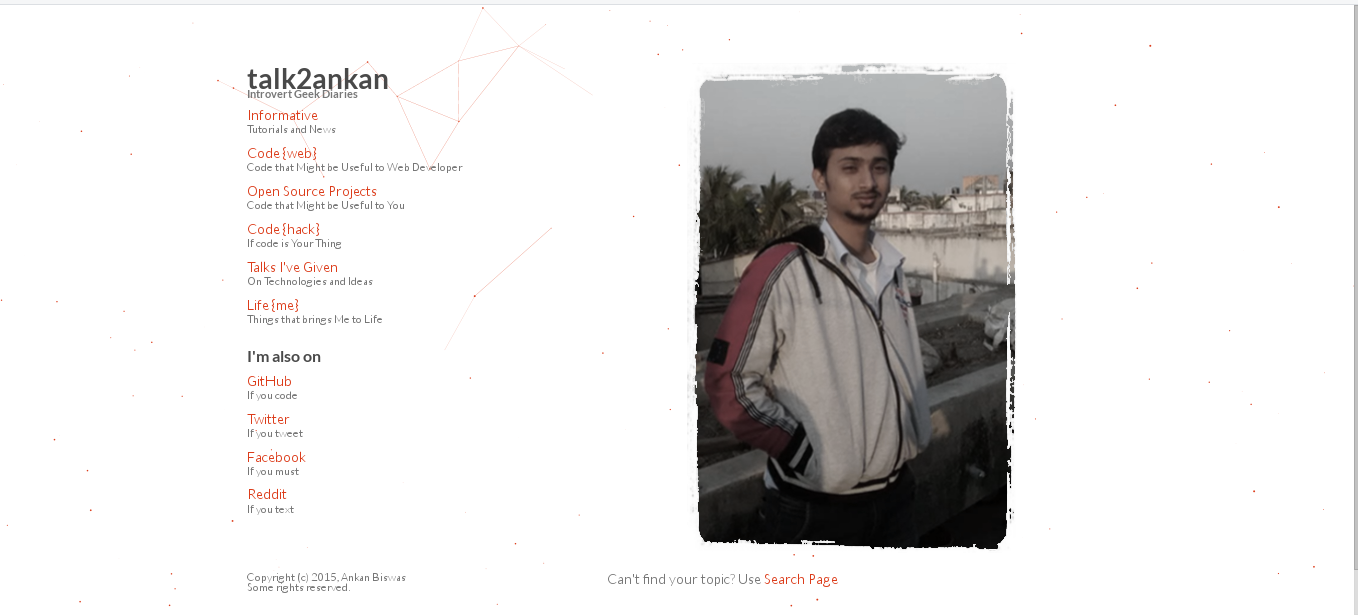 talk2ankan
Introvert Geek Diaries
Informative
Tutorials and News
Code {web}
Code that Might be Useful to Web Developer
Open Source Projects
Code that Might be Useful to You
Code {hack}
If code is Your Thing
Talks I've Given
On Technologies and Ideas
Life {me}
Things that brings Me to Life
I'm also on
GitHub
If you code
Twitter
If you tweet
Facebook
If you must
Reddit
If you text
Copyright (c) 2015, Ankan Biswas
Some rights reserved.
Can't find your topic? Use Search Page